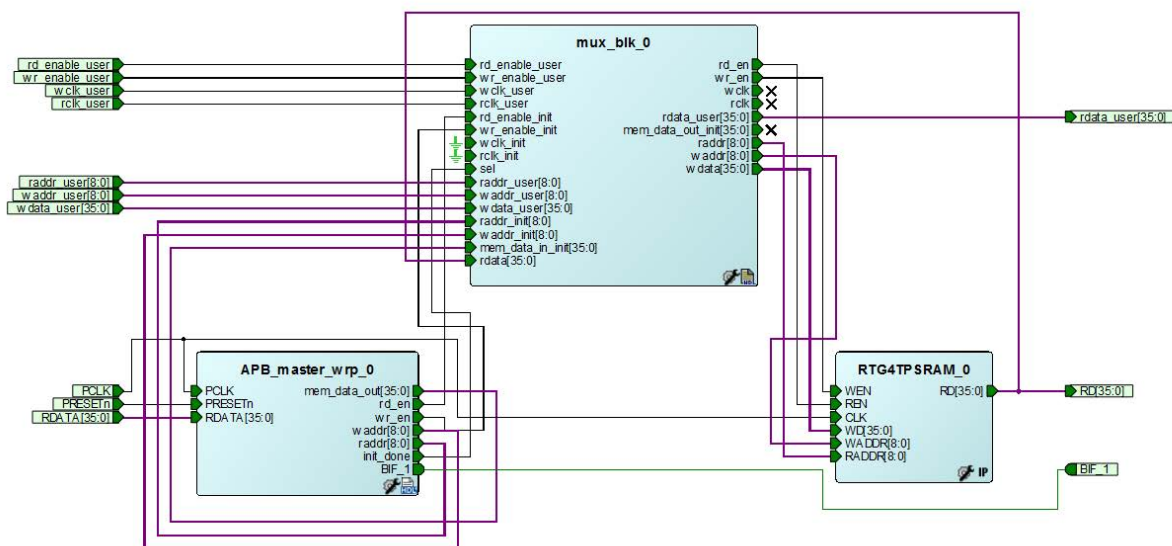 mux_blk_0
rd_enable_user
wr_enable_user
wclk_user
rclk_user
raddr_user[8:0]
waddr_user[8:0]
wdata_user[35:0]
rd_enable_user
wr_enable_user
wclk_user
rclk_user
rd_enable_init
wr_enable_init
wclk_init
rclk_init
sel
raddr_user[8:0]
waddr_user[8:0]
wdata_user[35:0]
raddr_init[8:0]
waddr_init[8:0]
mem_data_in_init[35:0]
rdata[35:0]
rd_en
wr_en
wclk
rclk
rdata_user[35:0]
mem_data_out_init[35:0]
raddr[8:0]
waddr[8:0]
wdata[35:0]
rdata_user[35:0]
APB_master_wrp_0
PCLK
PRESETn
RDATA[35:0]
PCLK
PRESETn
RDATA[35:0]
mem_data_out[35:0]
rd_en
wr_en
waddr[8:0]
raddr[8:0]
init_done
BIF_1
RTG4TPSRAM_0
WEN
REN
CLK
WD[35:0]
WADDR[8:0]
RADDR[8:0]
RD[35:0]
IP
RD[35:0]
BIF_1